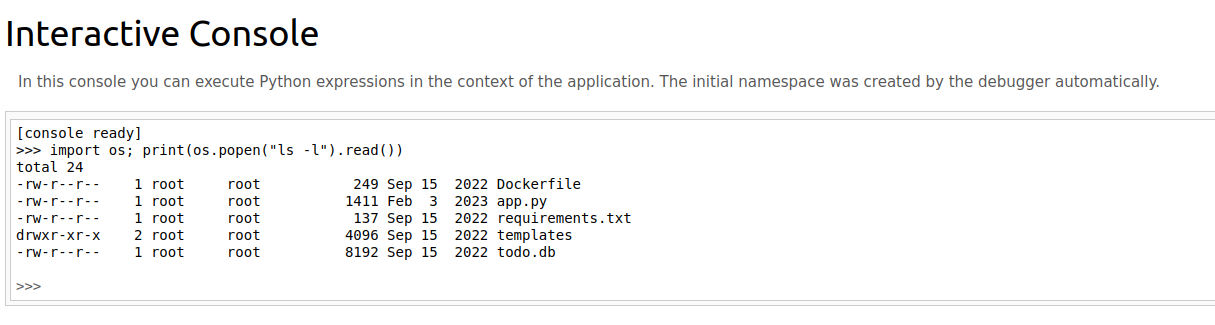 Interactive Console
In this console you can execute Python expressions in the context of the application. The initial namespace was created by the debugger automatically.
[console ready]
>>> import os; print(os.popen("ls -l").read())
total 24
-rw-r--r--    1 root     root           249 Sep 15  2022 Dockerfile
-rw-r--r--    1 root     root          1411 Feb  3  2023 app.py
-rw-r--r--    1 root     root           137 Sep 15  2022 requirements.txt
drwxr-xr-x    2 root     root          4096 Sep 15  2022 templates
-rw-r--r--    1 root     root          8192 Sep 15  2022 todo.db
>>>